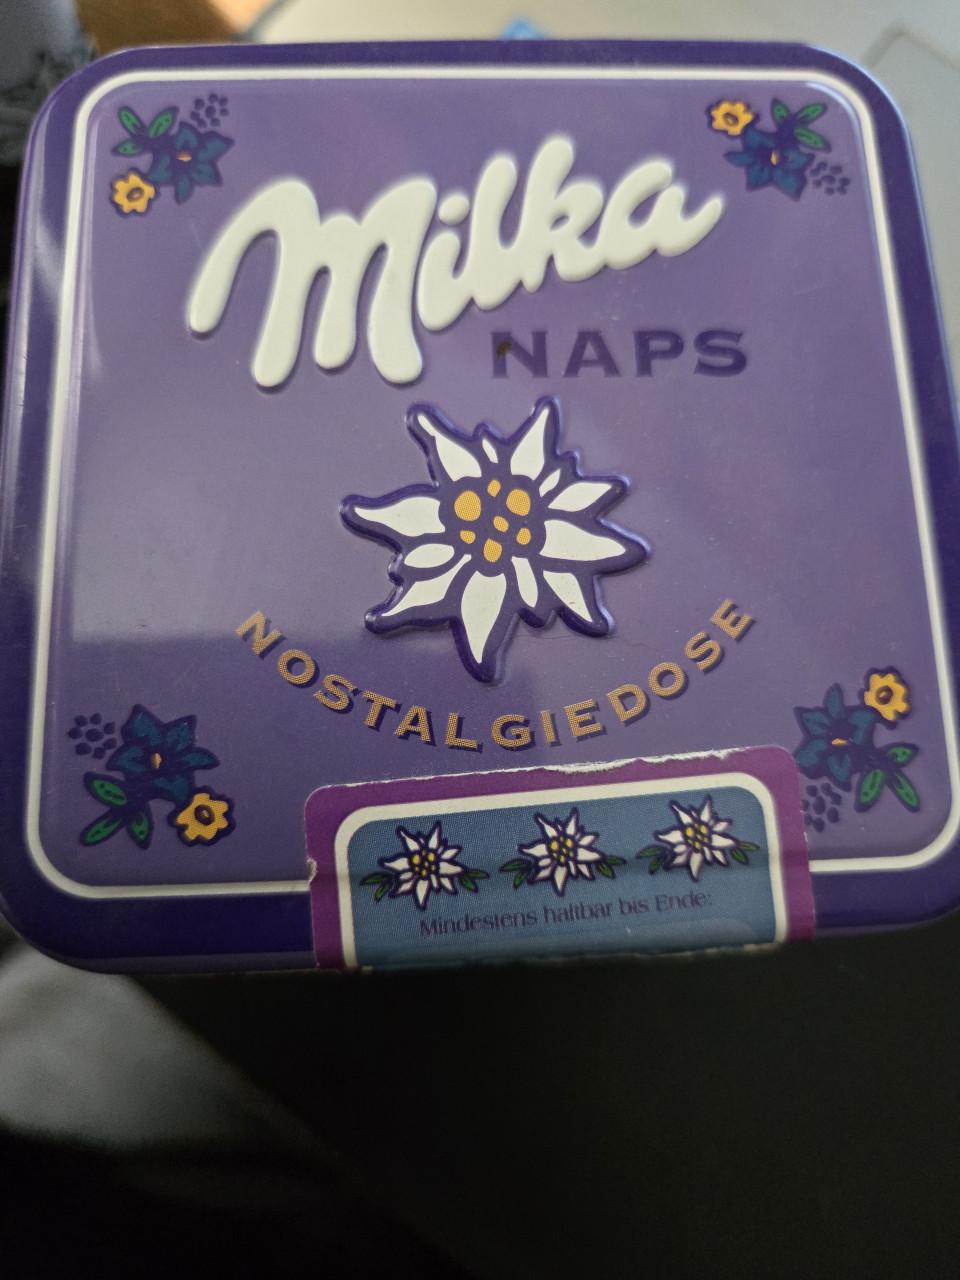 Milka
NAPS
NOSTALGIEDOSE
Mindestens haltbar bis Ende: